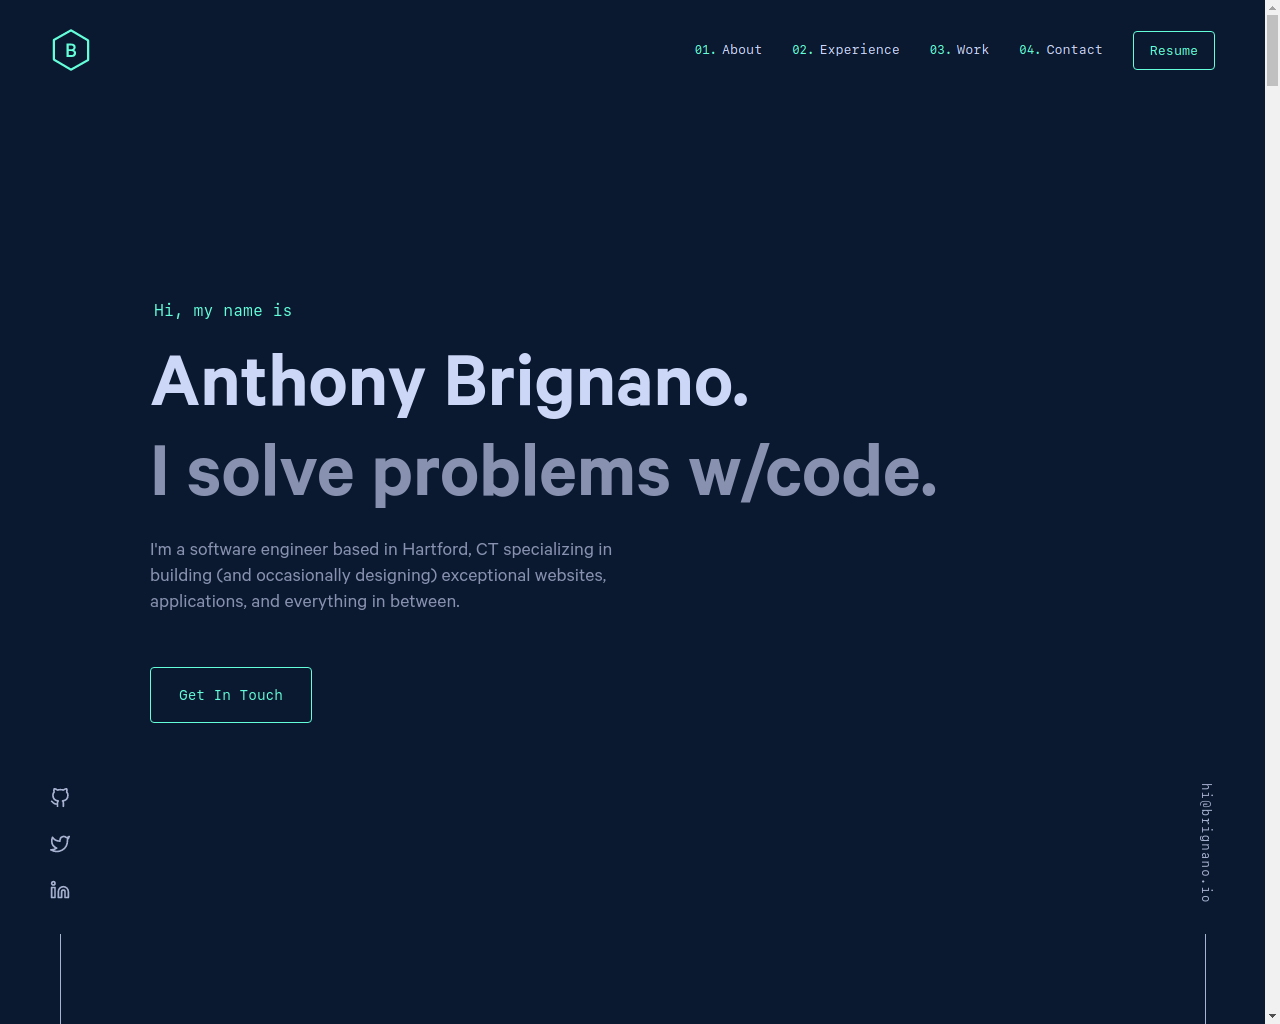 B
01. About 02. Experience 03. Work 04. Contact Resume
Hi, my name is
Anthony Brignano.
I solve problems w/code.
I'm a software engineer based in Hartford, CT specializing in
building (and occasionally designing) exceptional websites,
applications, and everything in between.
Get In Touch
hi@brignano.io